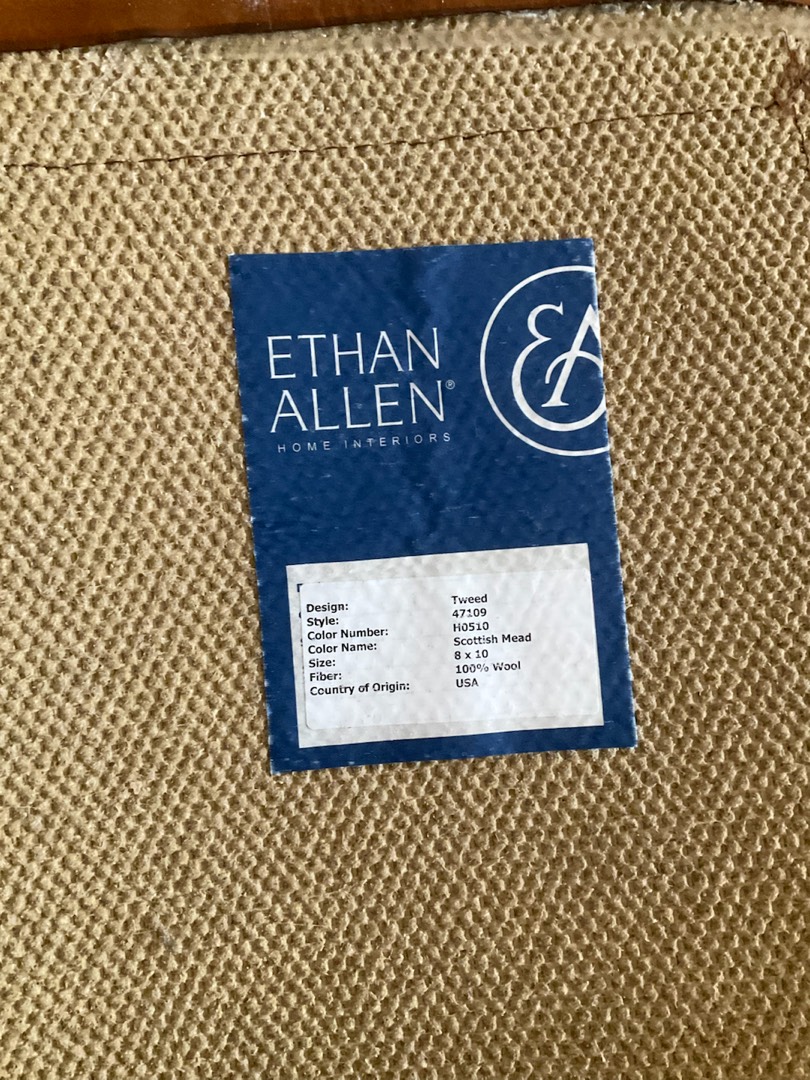 ETHAN
ALLEN®
HOME INTERIORS
EA
Design: Tweed
Style: 47109
Color Number: H0510
Color Name: Scottish Mead
Size: 8 x 10
Fiber: 100% Wool
Country of Origin: USA